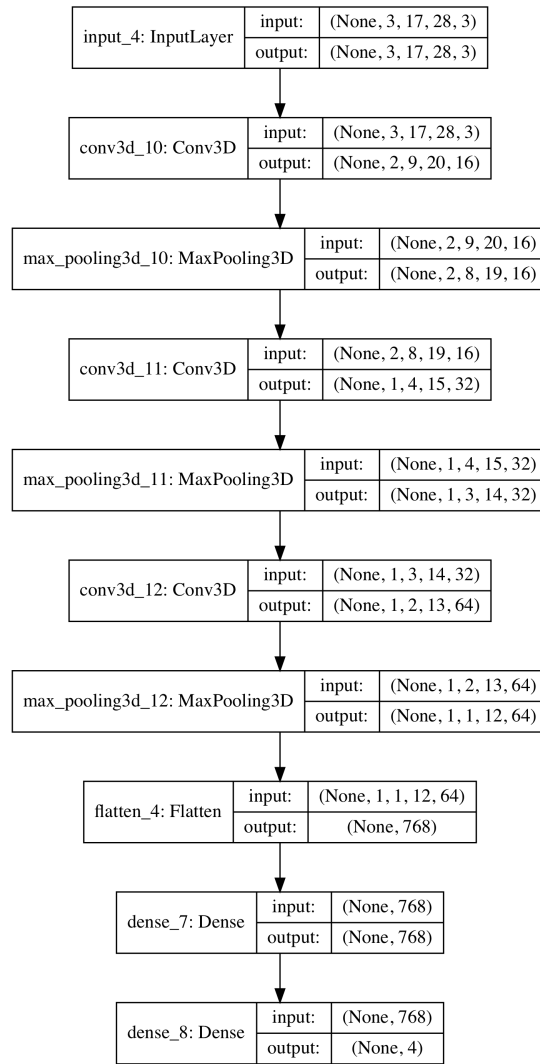 input_4: InputLayer
input: (None, 3, 17, 28, 3)
output: (None, 3, 17, 28, 3)
conv3d_10: Conv3D
input: (None, 3, 17, 28, 3)
output: (None, 2, 9, 20, 16)
max_pooling3d_10: MaxPooling3D
input: (None, 2, 9, 20, 16)
output: (None, 2, 8, 19, 16)
conv3d_11: Conv3D
input: (None, 2, 8, 19, 16)
output: (None, 1, 4, 15, 32)
max_pooling3d_11: MaxPooling3D
input: (None, 1, 4, 15, 32)
output: (None, 1, 3, 14, 32)
conv3d_12: Conv3D
input: (None, 1, 3, 14, 32)
output: (None, 1, 2, 13, 64)
max_pooling3d_12: MaxPooling3D
input: (None, 1, 2, 13, 64)
output: (None, 1, 1, 12, 64)
flatten_4: Flatten
input: (None, 1, 1, 12, 64)
output: (None, 768)
dense_7: Dense
input: (None, 768)
output: (None, 768)
dense_8: Dense
input: (None, 768)
output: (None, 4)